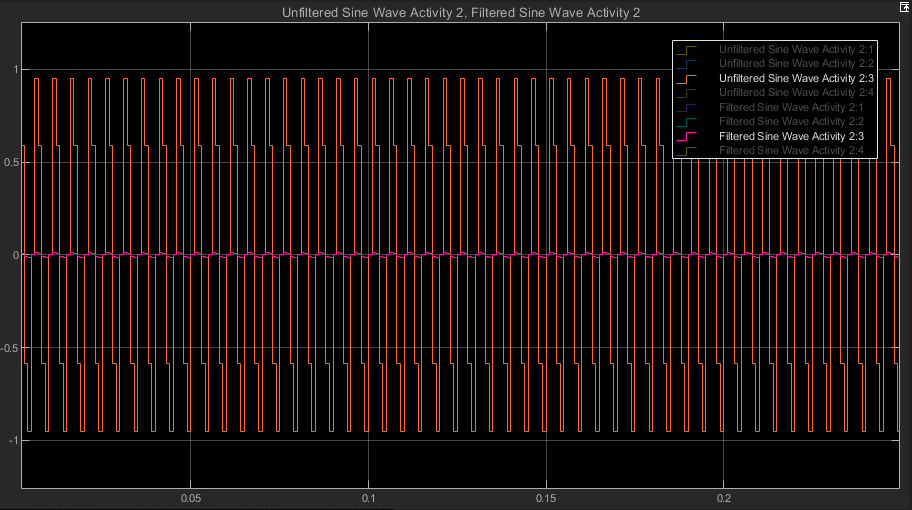 Unfiltered Sine Wave Activity 2, Filtered Sine Wave Activity 2
Unfiltered Sine Wave Activity 2:1
Unfiltered Sine Wave Activity 2:2
Unfiltered Sine Wave Activity 2:3
Unfiltered Sine Wave Activity 2:4
Filtered Sine Wave Activity 2:1
Filtered Sine Wave Activity 2:2
Filtered Sine Wave Activity 2:3
Filtered Sine Wave Activity 2:4
1
0.5
0
-0.5
-1
0.05 0.1 0.15 0.2